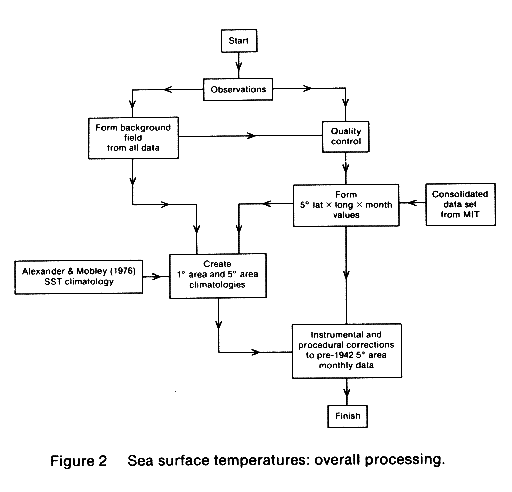 Start
Observations
Form background
field
from all data
Quality
control
Form
5° lat × long × month
values
Consolidated
data set
from MIT
Alexander & Mobley (1976)
SST climatology
Create
1° area and 5° area
climatologies
Instrumental and
procedural corrections
to pre-1942 5° area
monthly data
Finish
Figure 2 Sea surface temperatures: overall processing.